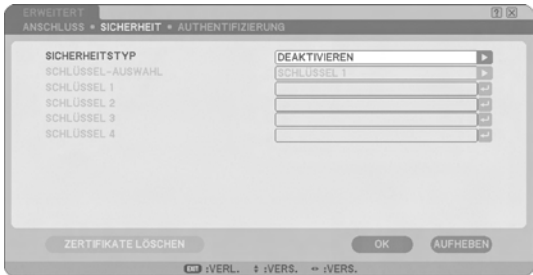 ERWEITERT
ANSCHLUSS • SICHERHEIT • AUTHENTIFIZIERUNG
SICHERHEITSTYP DEAKTIVIEREN
SCHLÜSSEL-AUSWAHL SCHLÜSSEL 1
SCHLÜSSEL 1
SCHLÜSSEL 2
SCHLÜSSEL 3
SCHLÜSSEL 4
ZERTIFIKATE LÖSCHEN OK AUFHEBEN
EXIT :VERL. ↕ :VERS. ↔ :VERS.